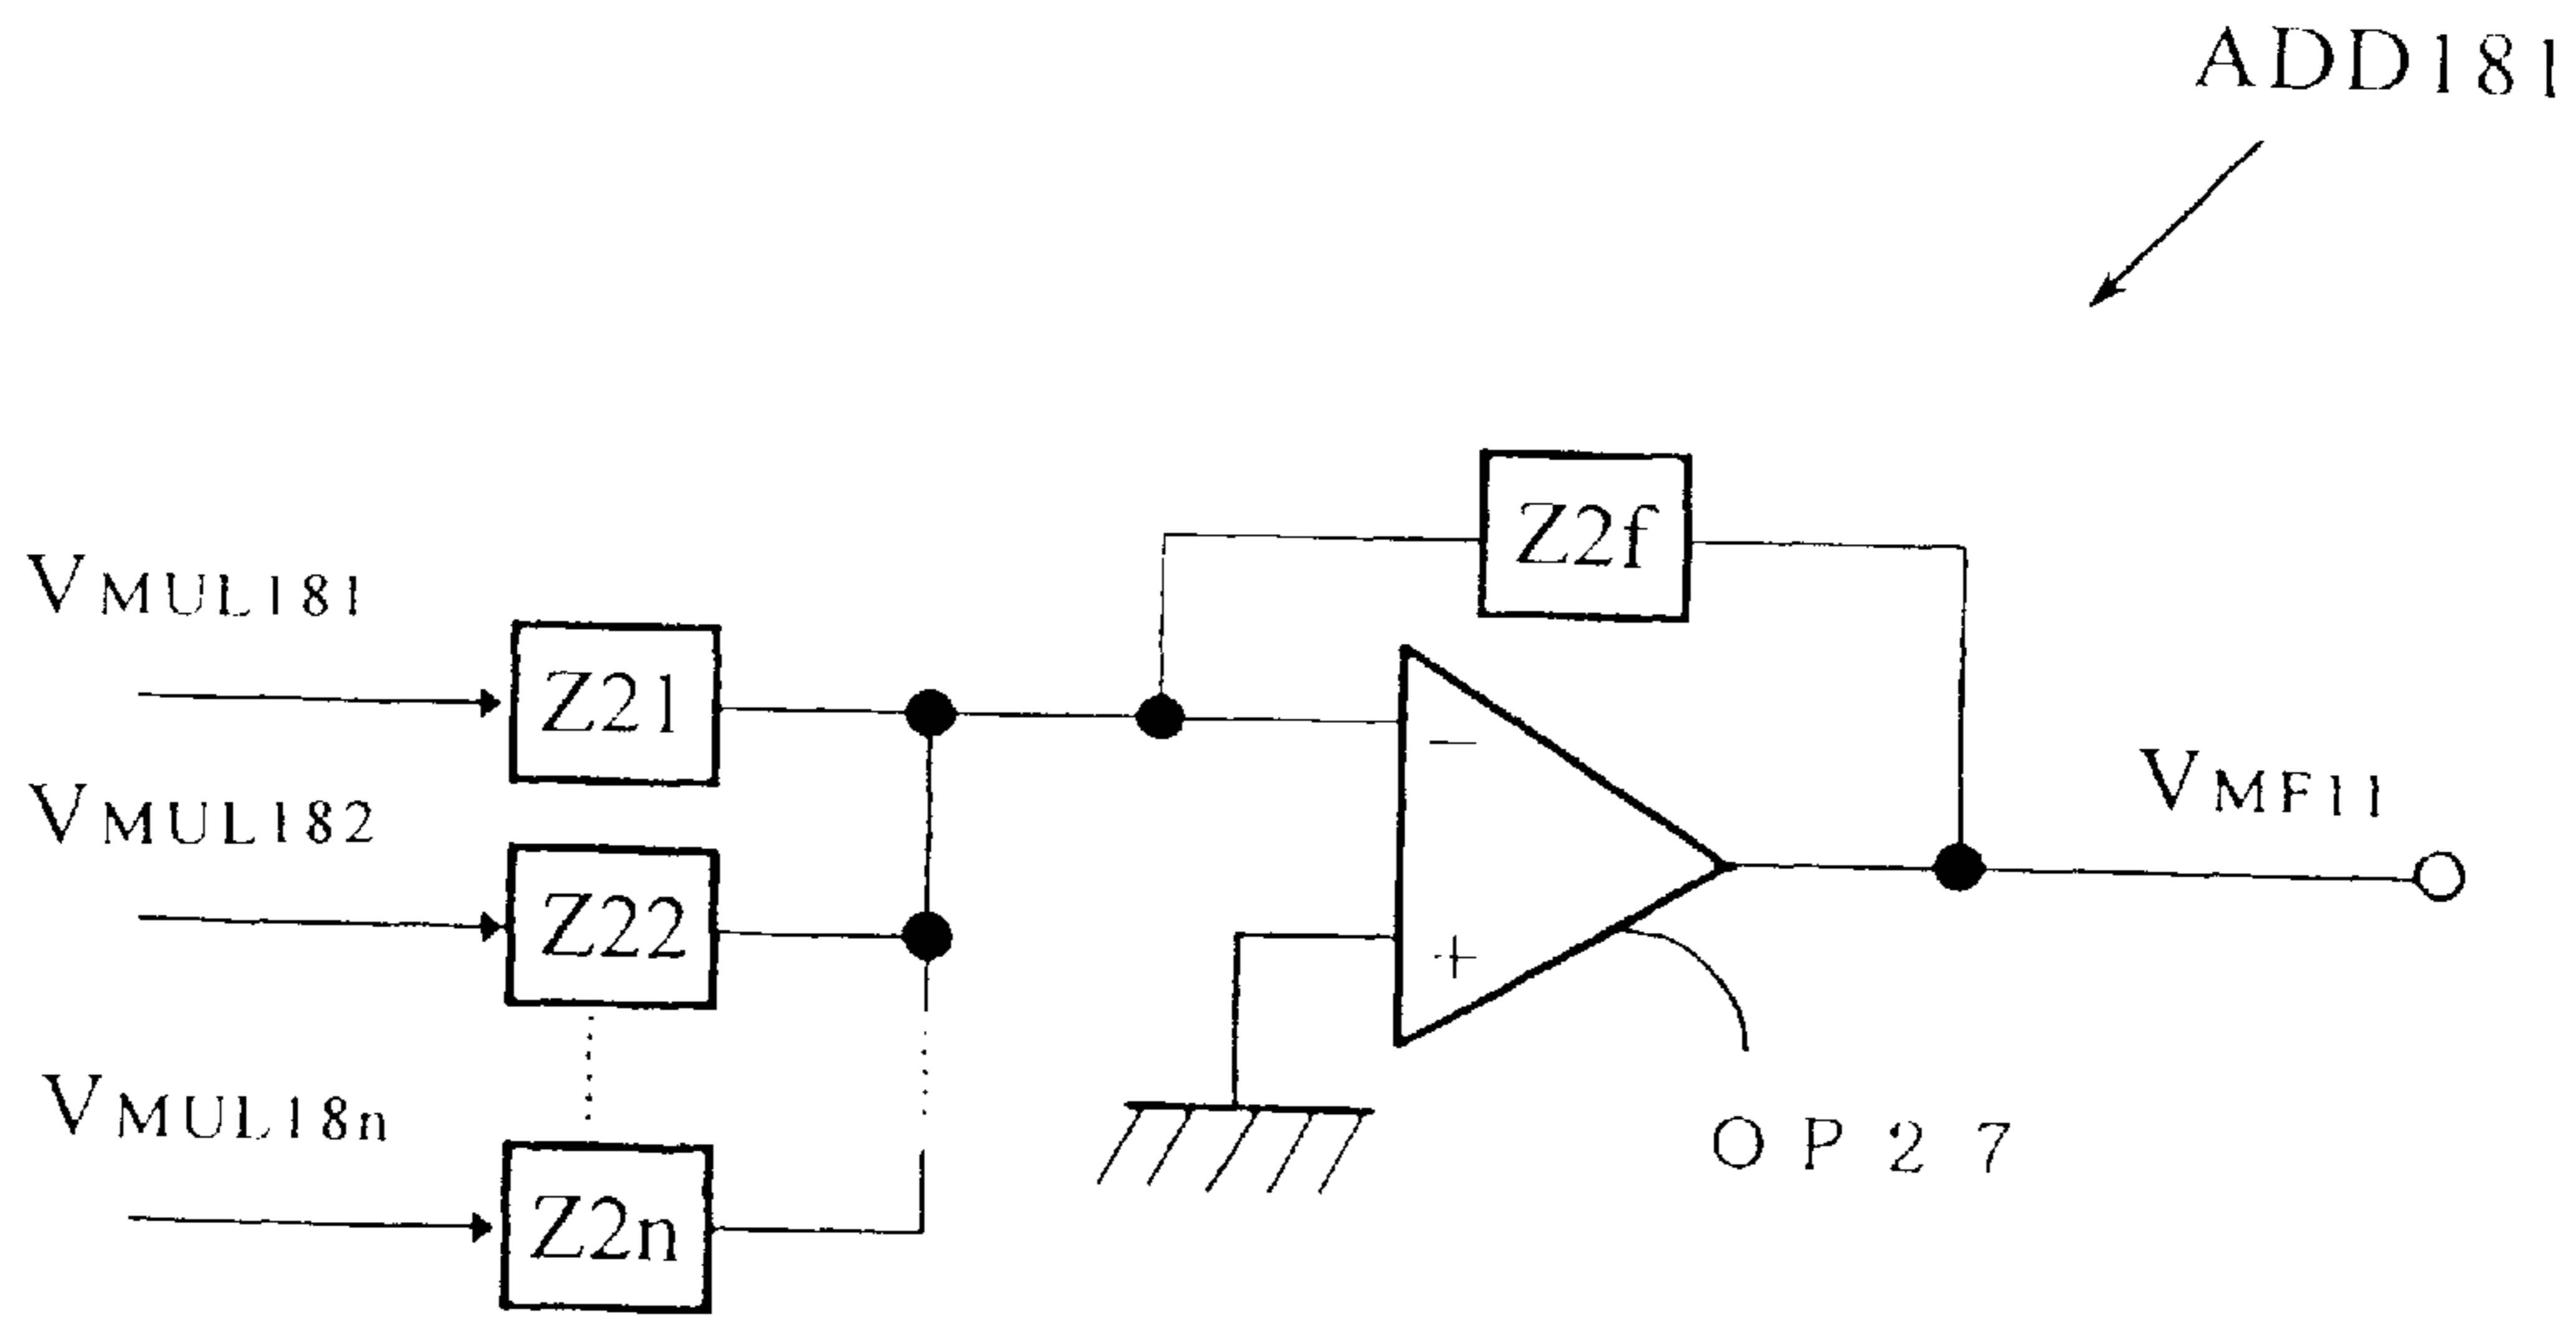 ADD181
Z2f
VMUL181
Z21
VMF11
−
VMUL182
Z22
+
VMUL18n
OP27
Z2n